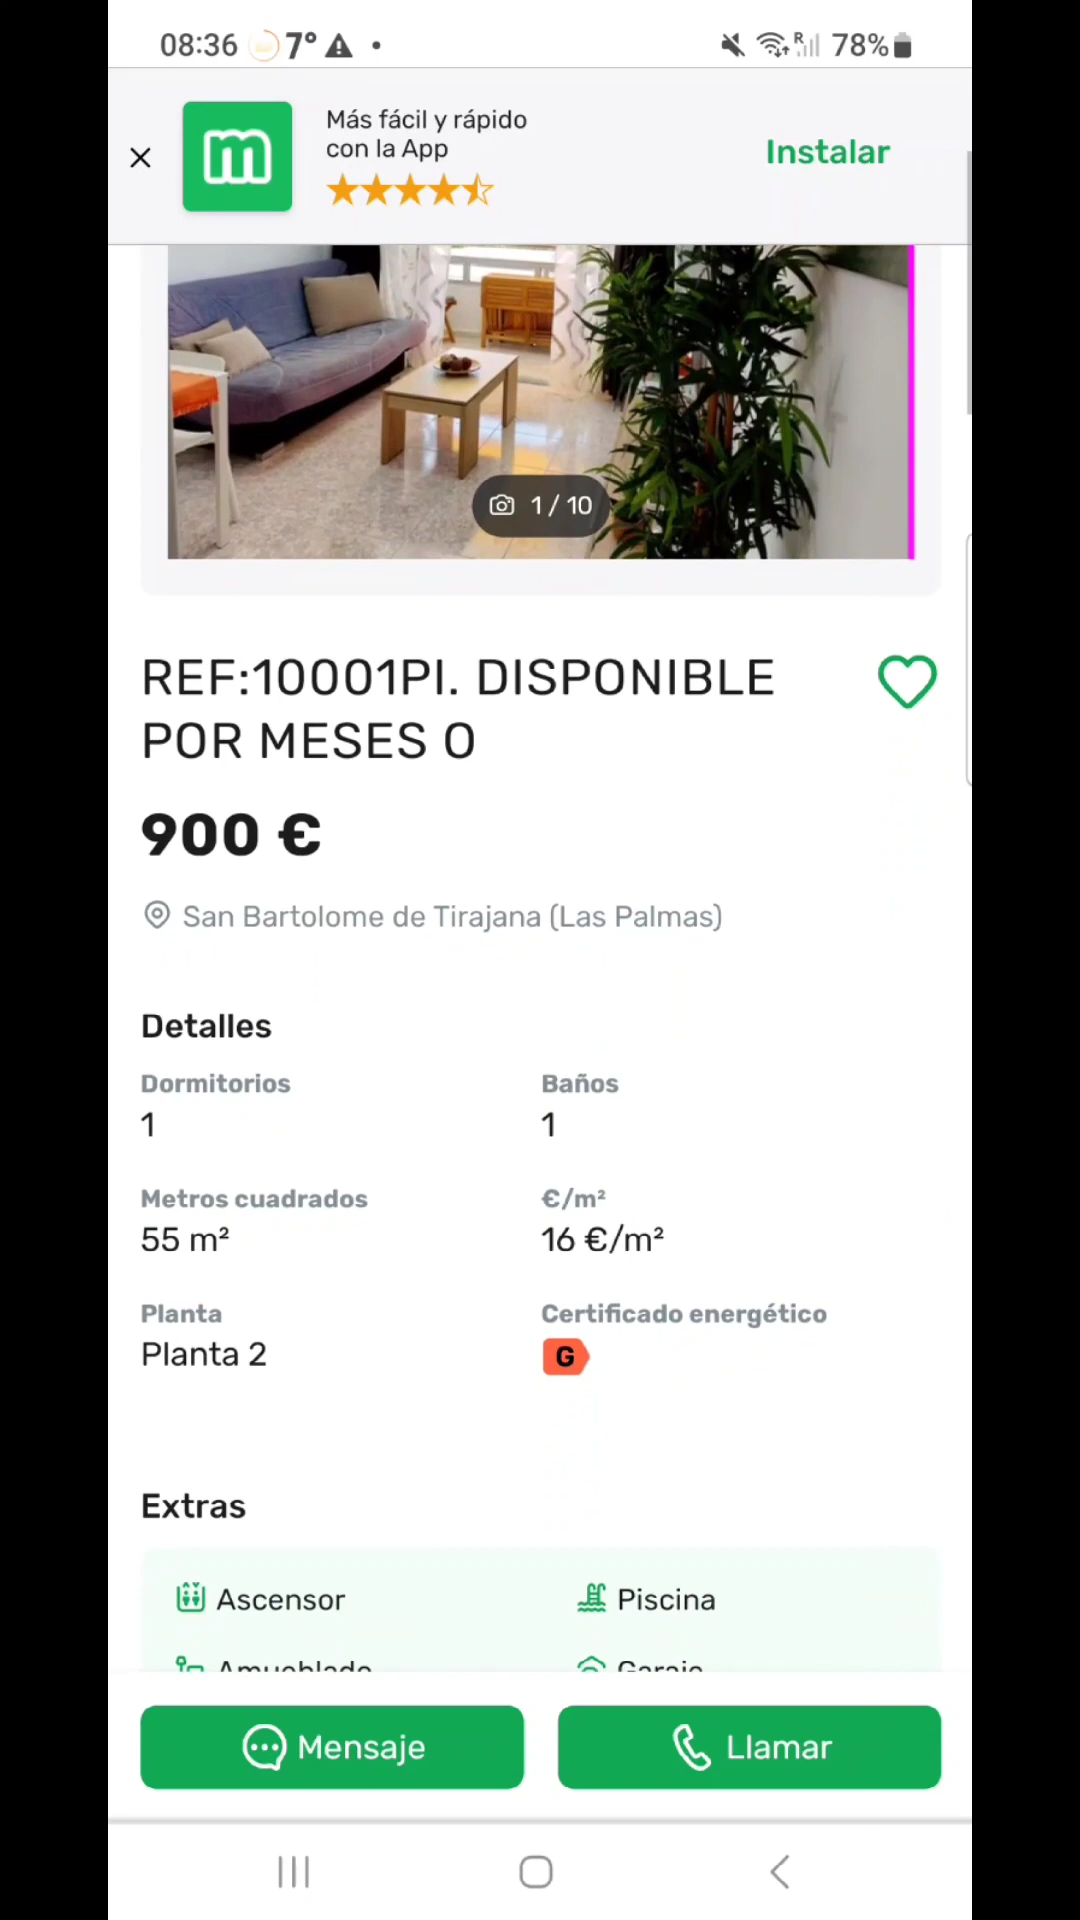 08:36 7° 78%
Más fácil y rápido
con la App
Instalar
m
1 / 10
REF:10001PI. DISPONIBLE
POR MESES O
900 €
San Bartolome de Tirajana (Las Palmas)
Detalles
Dormitorios Baños
1 1
Metros cuadrados €/m²
55 m² 16 €/m²
Planta Certificado energético
Planta 2 G
Extras
Ascensor Piscina
Amueblado Garaje
Mensaje Llamar